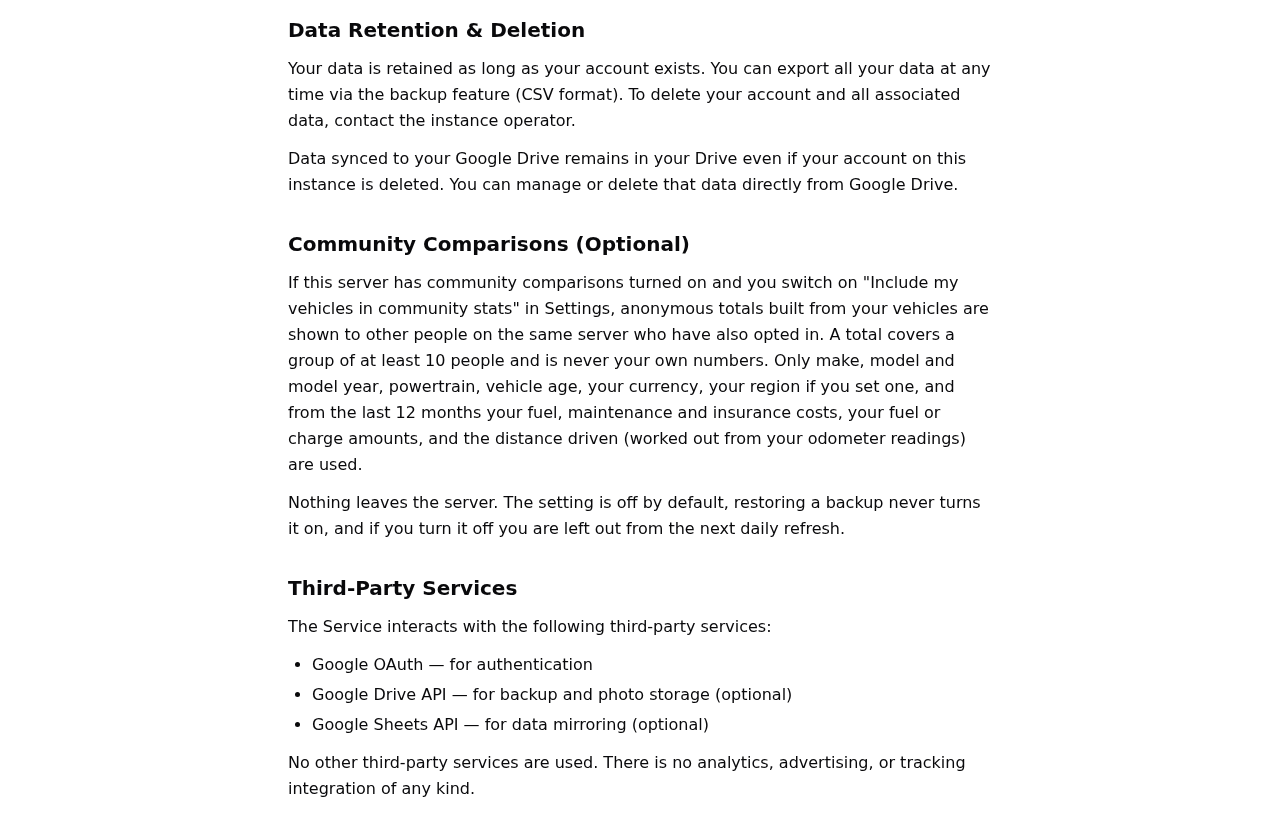 Data Retention & Deletion
Your data is retained as long as your account exists. You can export all your data at any
time via the backup feature (CSV format). To delete your account and all associated
data, contact the instance operator.
Data synced to your Google Drive remains in your Drive even if your account on this
instance is deleted. You can manage or delete that data directly from Google Drive.
Community Comparisons (Optional)
If this server has community comparisons turned on and you switch on "Include my
vehicles in community stats" in Settings, anonymous totals built from your vehicles are
shown to other people on the same server who have also opted in. A total covers a
group of at least 10 people and is never your own numbers. Only make, model and
model year, powertrain, vehicle age, your currency, your region if you set one, and
from the last 12 months your fuel, maintenance and insurance costs, your fuel or
charge amounts, and the distance driven (worked out from your odometer readings)
are used.
Nothing leaves the server. The setting is off by default, restoring a backup never turns
it on, and if you turn it off you are left out from the next daily refresh.
Third-Party Services
The Service interacts with the following third-party services:
• Google OAuth — for authentication
• Google Drive API — for backup and photo storage (optional)
• Google Sheets API — for data mirroring (optional)
No other third-party services are used. There is no analytics, advertising, or tracking
integration of any kind.